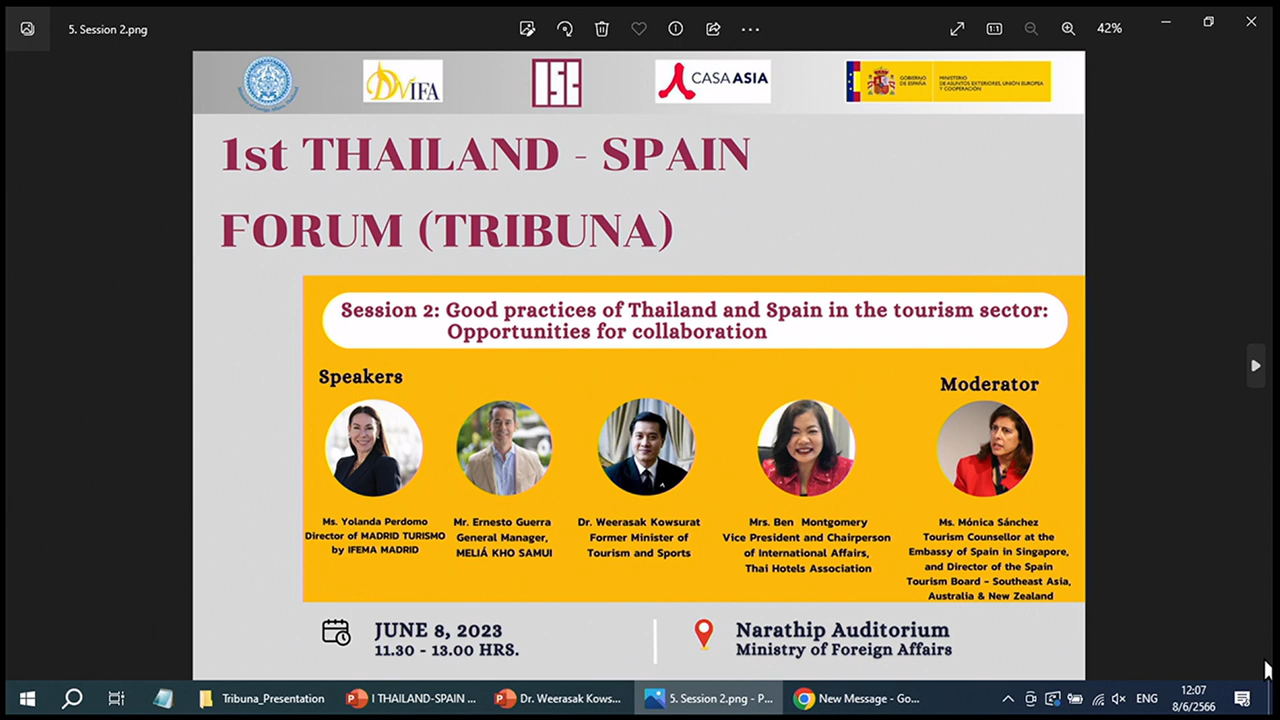 5. Session 2.png
42%
DVIFA
ISC
CASAASIA
GOBIERNO
DE ESPAÑA
MINISTERIO
DE ASUNTOS EXTERIORES, UNIÓN EUROPEA
Y COOPERACIÓN
1st THAILAND - SPAIN
FORUM (TRIBUNA)
Session 2: Good practices of Thailand and Spain in the tourism sector:
Opportunities for collaboration
Speakers
Moderator
Ms. Yolanda Perdomo
Director of MADRID TURISMO
by IFEMA MADRID
Mr. Ernesto Guerra
General Manager,
MELIÁ KHO SAMUI
Dr. Weerasak Kowsurat
Former Minister of
Tourism and Sports
Mrs. Ben Montgomery
Vice President and Chairperson
of International Affairs,
Thai Hotels Association
Ms. Mónica Sánchez
Tourism Counsellor at the
Embassy of Spain in Singapore,
and Director of the Spain
Tourism Board - Southeast Asia,
Australia & New Zealand
JUNE 8, 2023
11.30 - 13.00 HRS.
Narathip Auditorium
Ministry of Foreign Affairs
Tribuna_Presentation
I THAILAND-SPAIN ...
Dr. Weerasak Kows...
5. Session 2.png - P...
New Message - Go...
ENG
12:07
8/6/2566